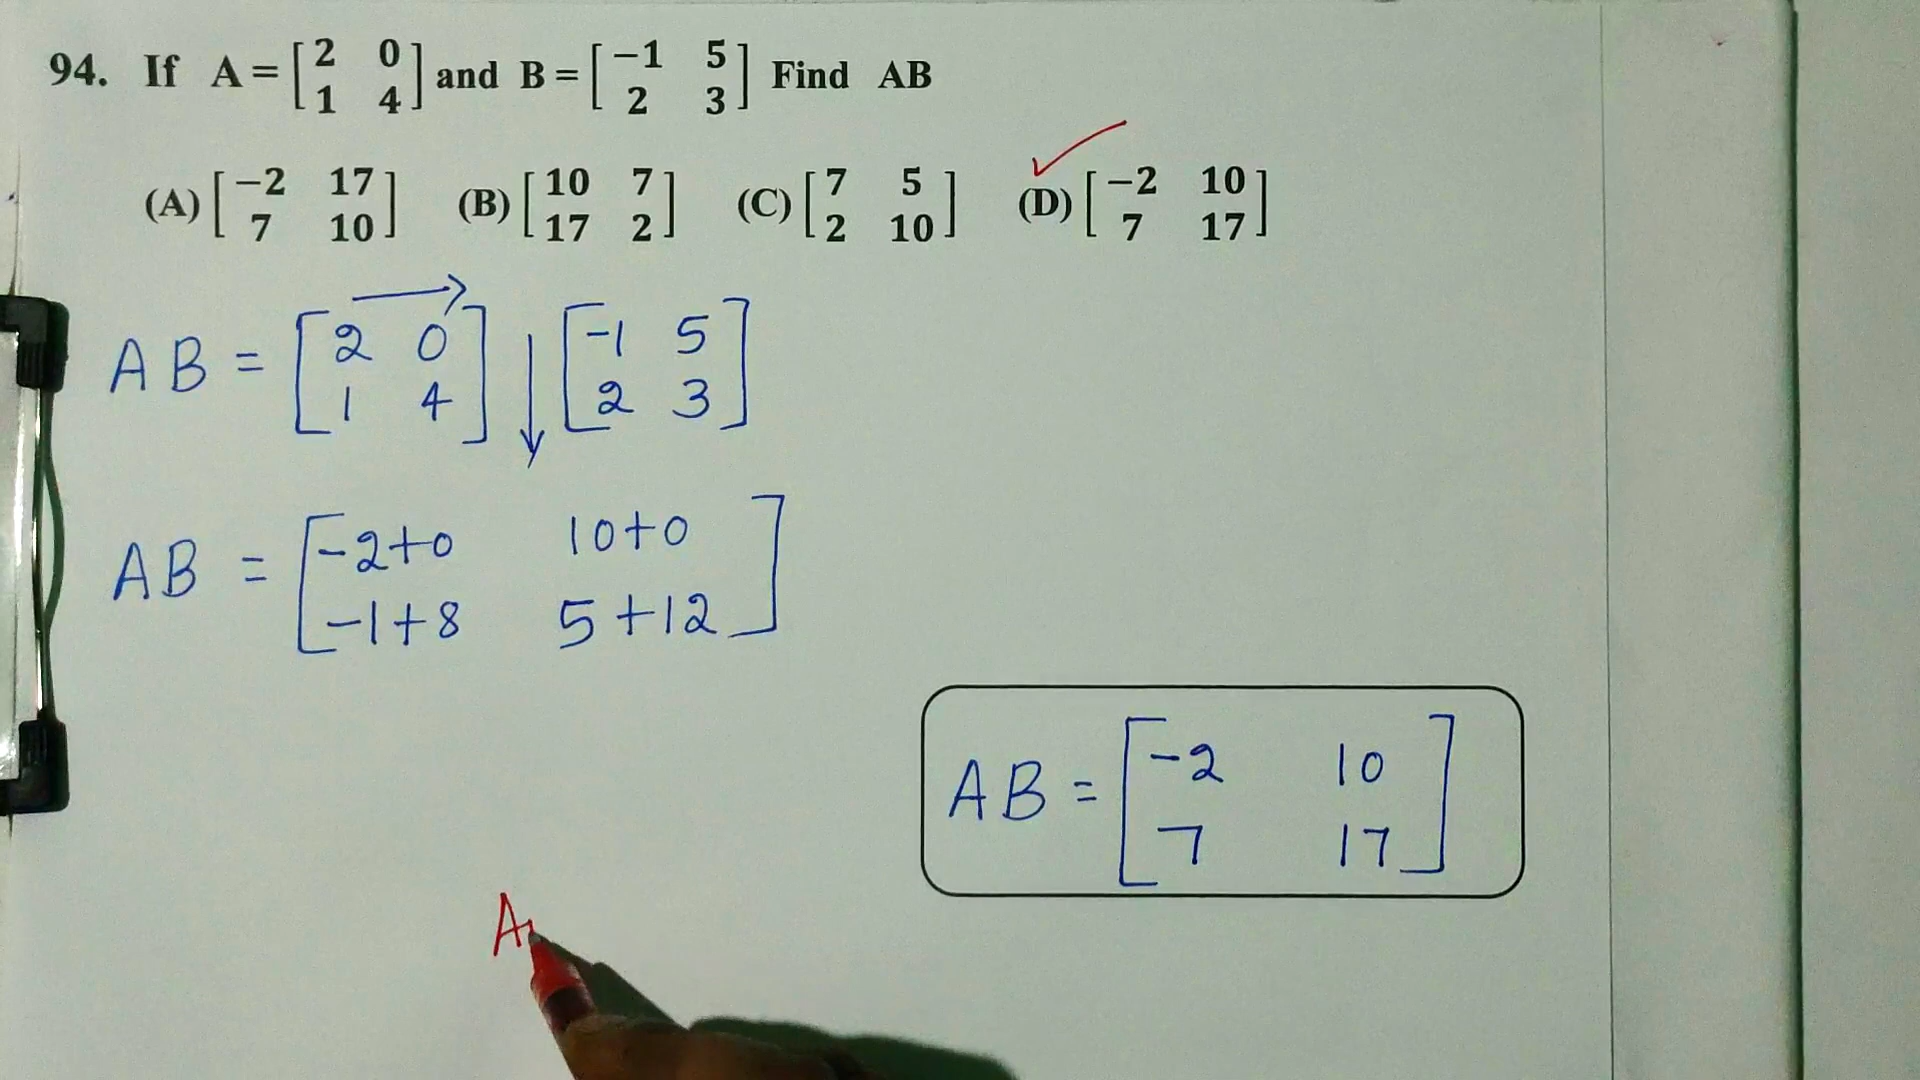 94. If A = [2 0
1 4] and B = [−1 5
2 3] Find AB
(A) [−2 17
7 10] (B) [10 7
17 2] (C) [7 5
2 10] (D) [−2 10
7 17]
AB = [2 0
1 4] [-1 5
2 3]
AB = [-2+0 10+0
-1+8 5+12]
AB = [-2 10
7 17]